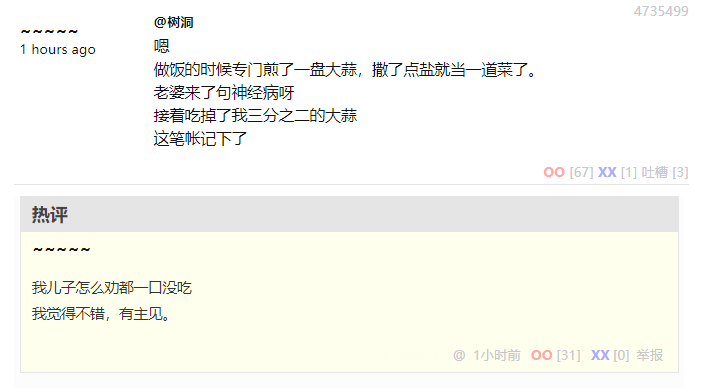 4735499
~~~~~
1 hours ago
@树洞
嗯
做饭的时候专门煎了一盘大蒜，撒了点盐就当一道菜了。
老婆来了句神经病呀
接着吃掉了我三分之二的大蒜
这笔帐记下了
OO [67] XX [1] 吐槽 [3]
热评
~~~~~
我儿子怎么劝都一口没吃
我觉得不错，有主见。
@ 1小时前 OO [31] XX [0] 举报